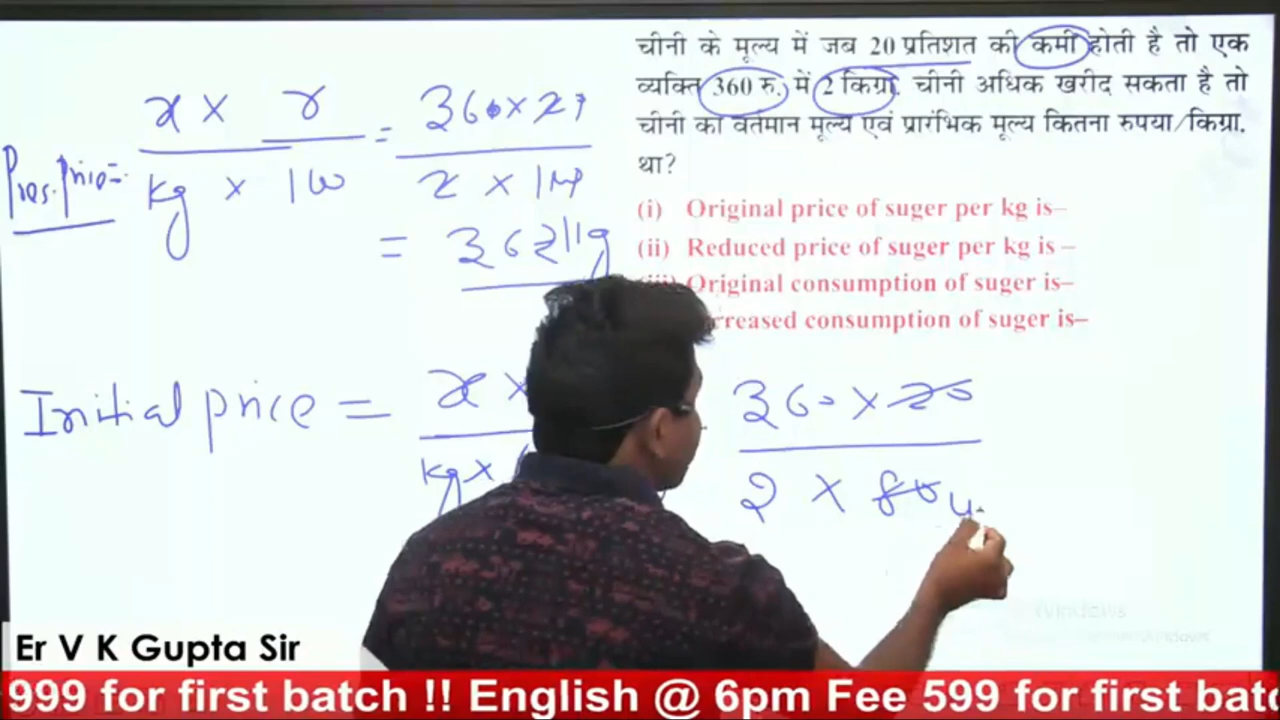 चीनी के मूल्य में जब 20 प्रतिशत की कमी होती है तो एक
व्यक्ति 360 रु. में 2 किग्रा. चीनी अधिक खरीद सकता है तो
चीनी का वर्तमान मूल्य एवं प्रारंभिक मूल्य कितना रुपया/किग्रा.
था?
(i) Original price of suger per kg is–
(ii) Reduced price of suger per kg is –
Original consumption of suger is–
creased consumption of suger is–
Pres. price =
x × r
kg × 100
=
360 × 20
2 × 100
= 36
Initial price =
x ×
kg ×
360 × 20
2 × 80 4
Windows
Er V K Gupta Sir
999 for first batch !! English @ 6pm Fee 599 for first batc